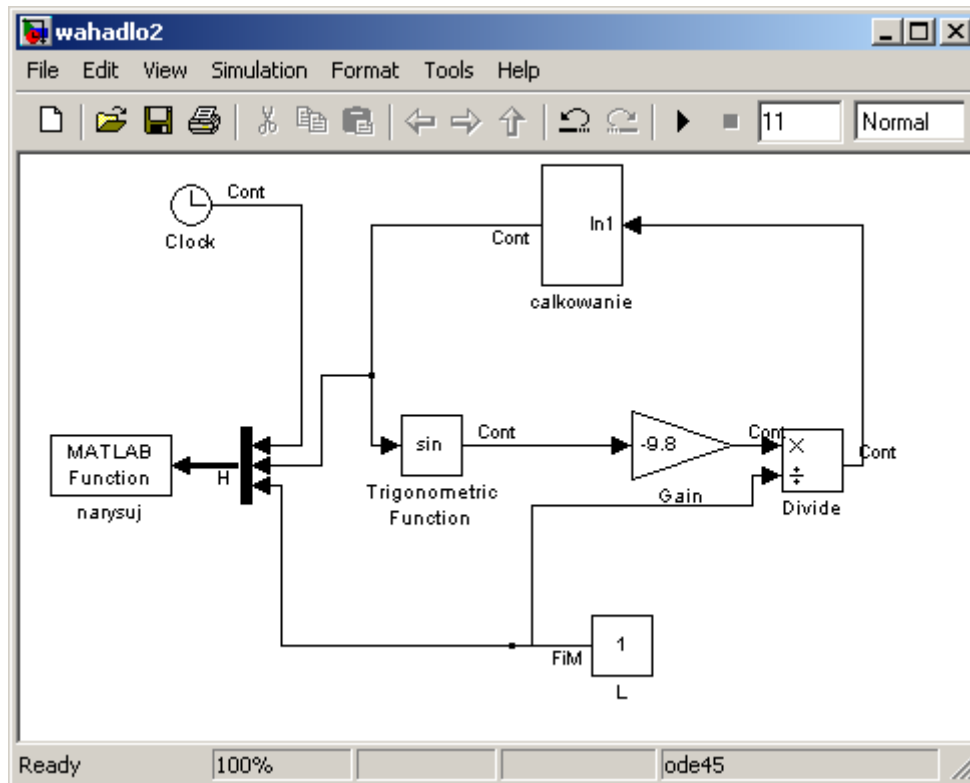 wahadlo2
File Edit View Simulation Format Tools Help
11 Normal
Cont
Clock
In1
Cont
calkowanie
MATLAB
Function
narysuj
H
sin
Cont
Trigonometric
Function
-9.8
Gain
Cont
×
÷
Cont
Divide
1
FiM
L
Ready 100% ode45